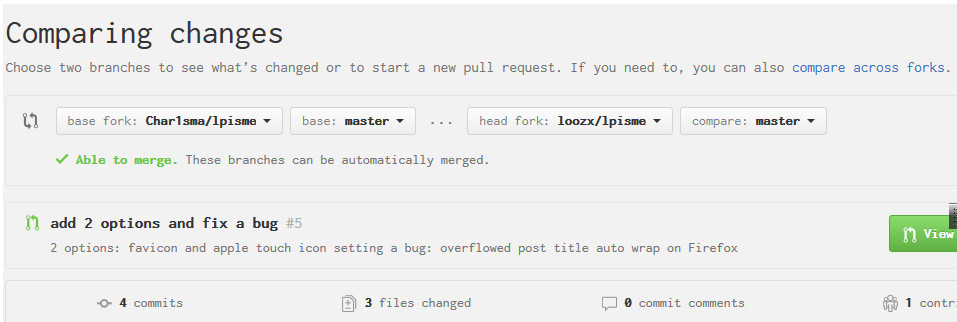 Comparing changes
Choose two branches to see what's changed or to start a new pull request. If you need to, you can also compare across forks.
base fork: Char1sma/lpisme base: master ... head fork: loozx/lpisme compare: master
Able to merge. These branches can be automatically merged.
add 2 options and fix a bug #5
View
2 options: favicon and apple touch icon setting a bug: overflowed post title auto wrap on Firefox
4 commits 3 files changed 0 commit comments 1 contri